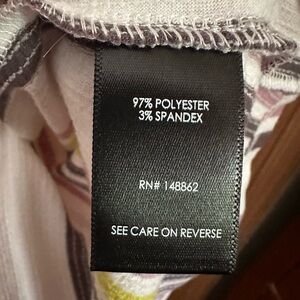 97% POLYESTER
3% SPANDEX
RN# 148862
SEE CARE ON REVERSE